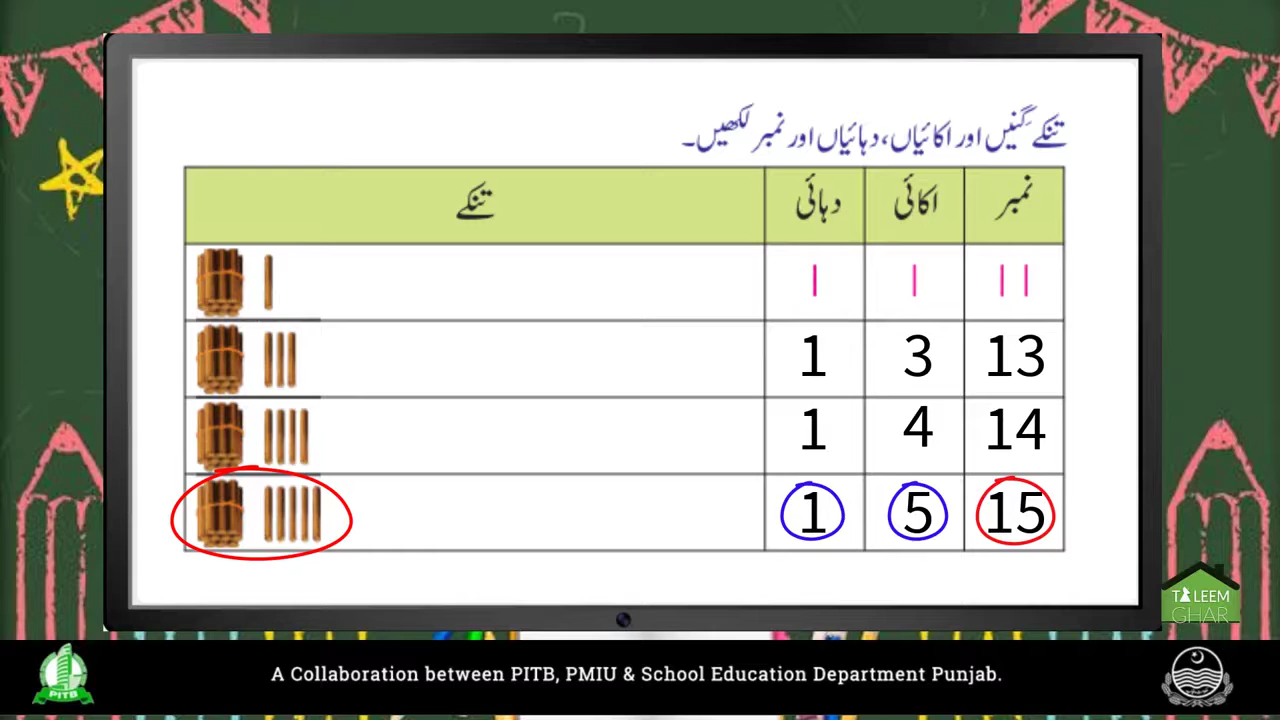 تنکے گنیں اور اکائیاں، دہائیاں اور نمبر لکھیں۔
نمبر اکائی دہائی تنکے
11 1 1
13 3 1
14 4 1
15 5 1
TALEEM
GHAR
A Collaboration between PITB, PMIU & School Education Department Punjab.
PITB